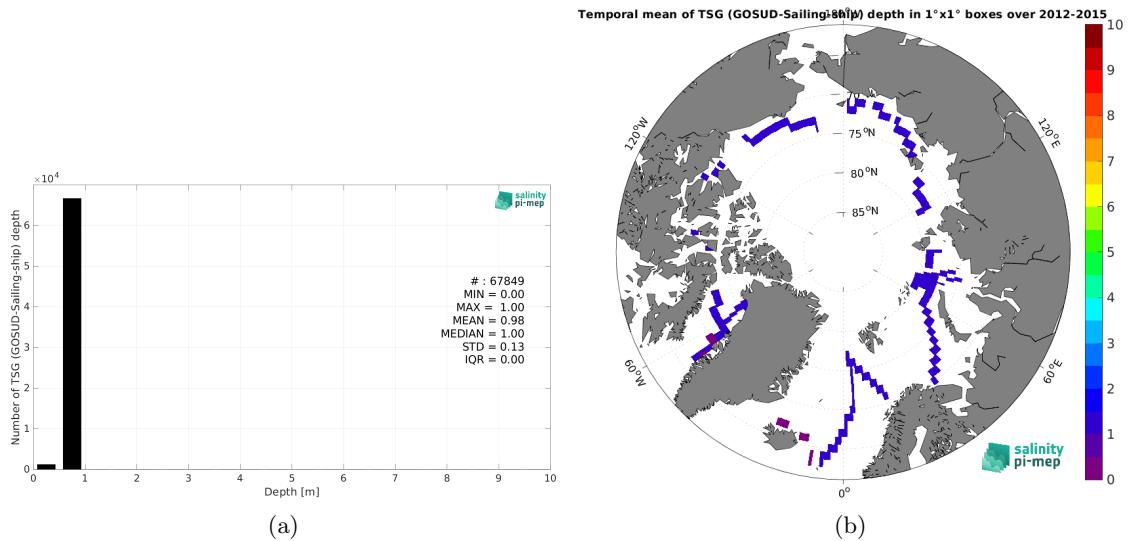 ×10⁴
6
5
4
3
2
1
0
Number of TSG (GOSUD-Sailing-ship) depth
0 1 2 3 4 5 6 7 8 9 10
Depth [m]
salinity
pi-mep
# : 67849
MIN = 0.00
MAX = 1.00
MEAN = 0.98
MEDIAN = 1.00
STD = 0.13
IQR = 0.00
(a)
Temporal mean of TSG (GOSUD-Sailing-ship) depth in 1°x1° boxes over 2012-2015
120°W
120°E
75°N
80°N
85°N
60°W
60°E
0°
salinity
pi-mep
10
9
8
7
6
5
4
3
2
1
0
(b)